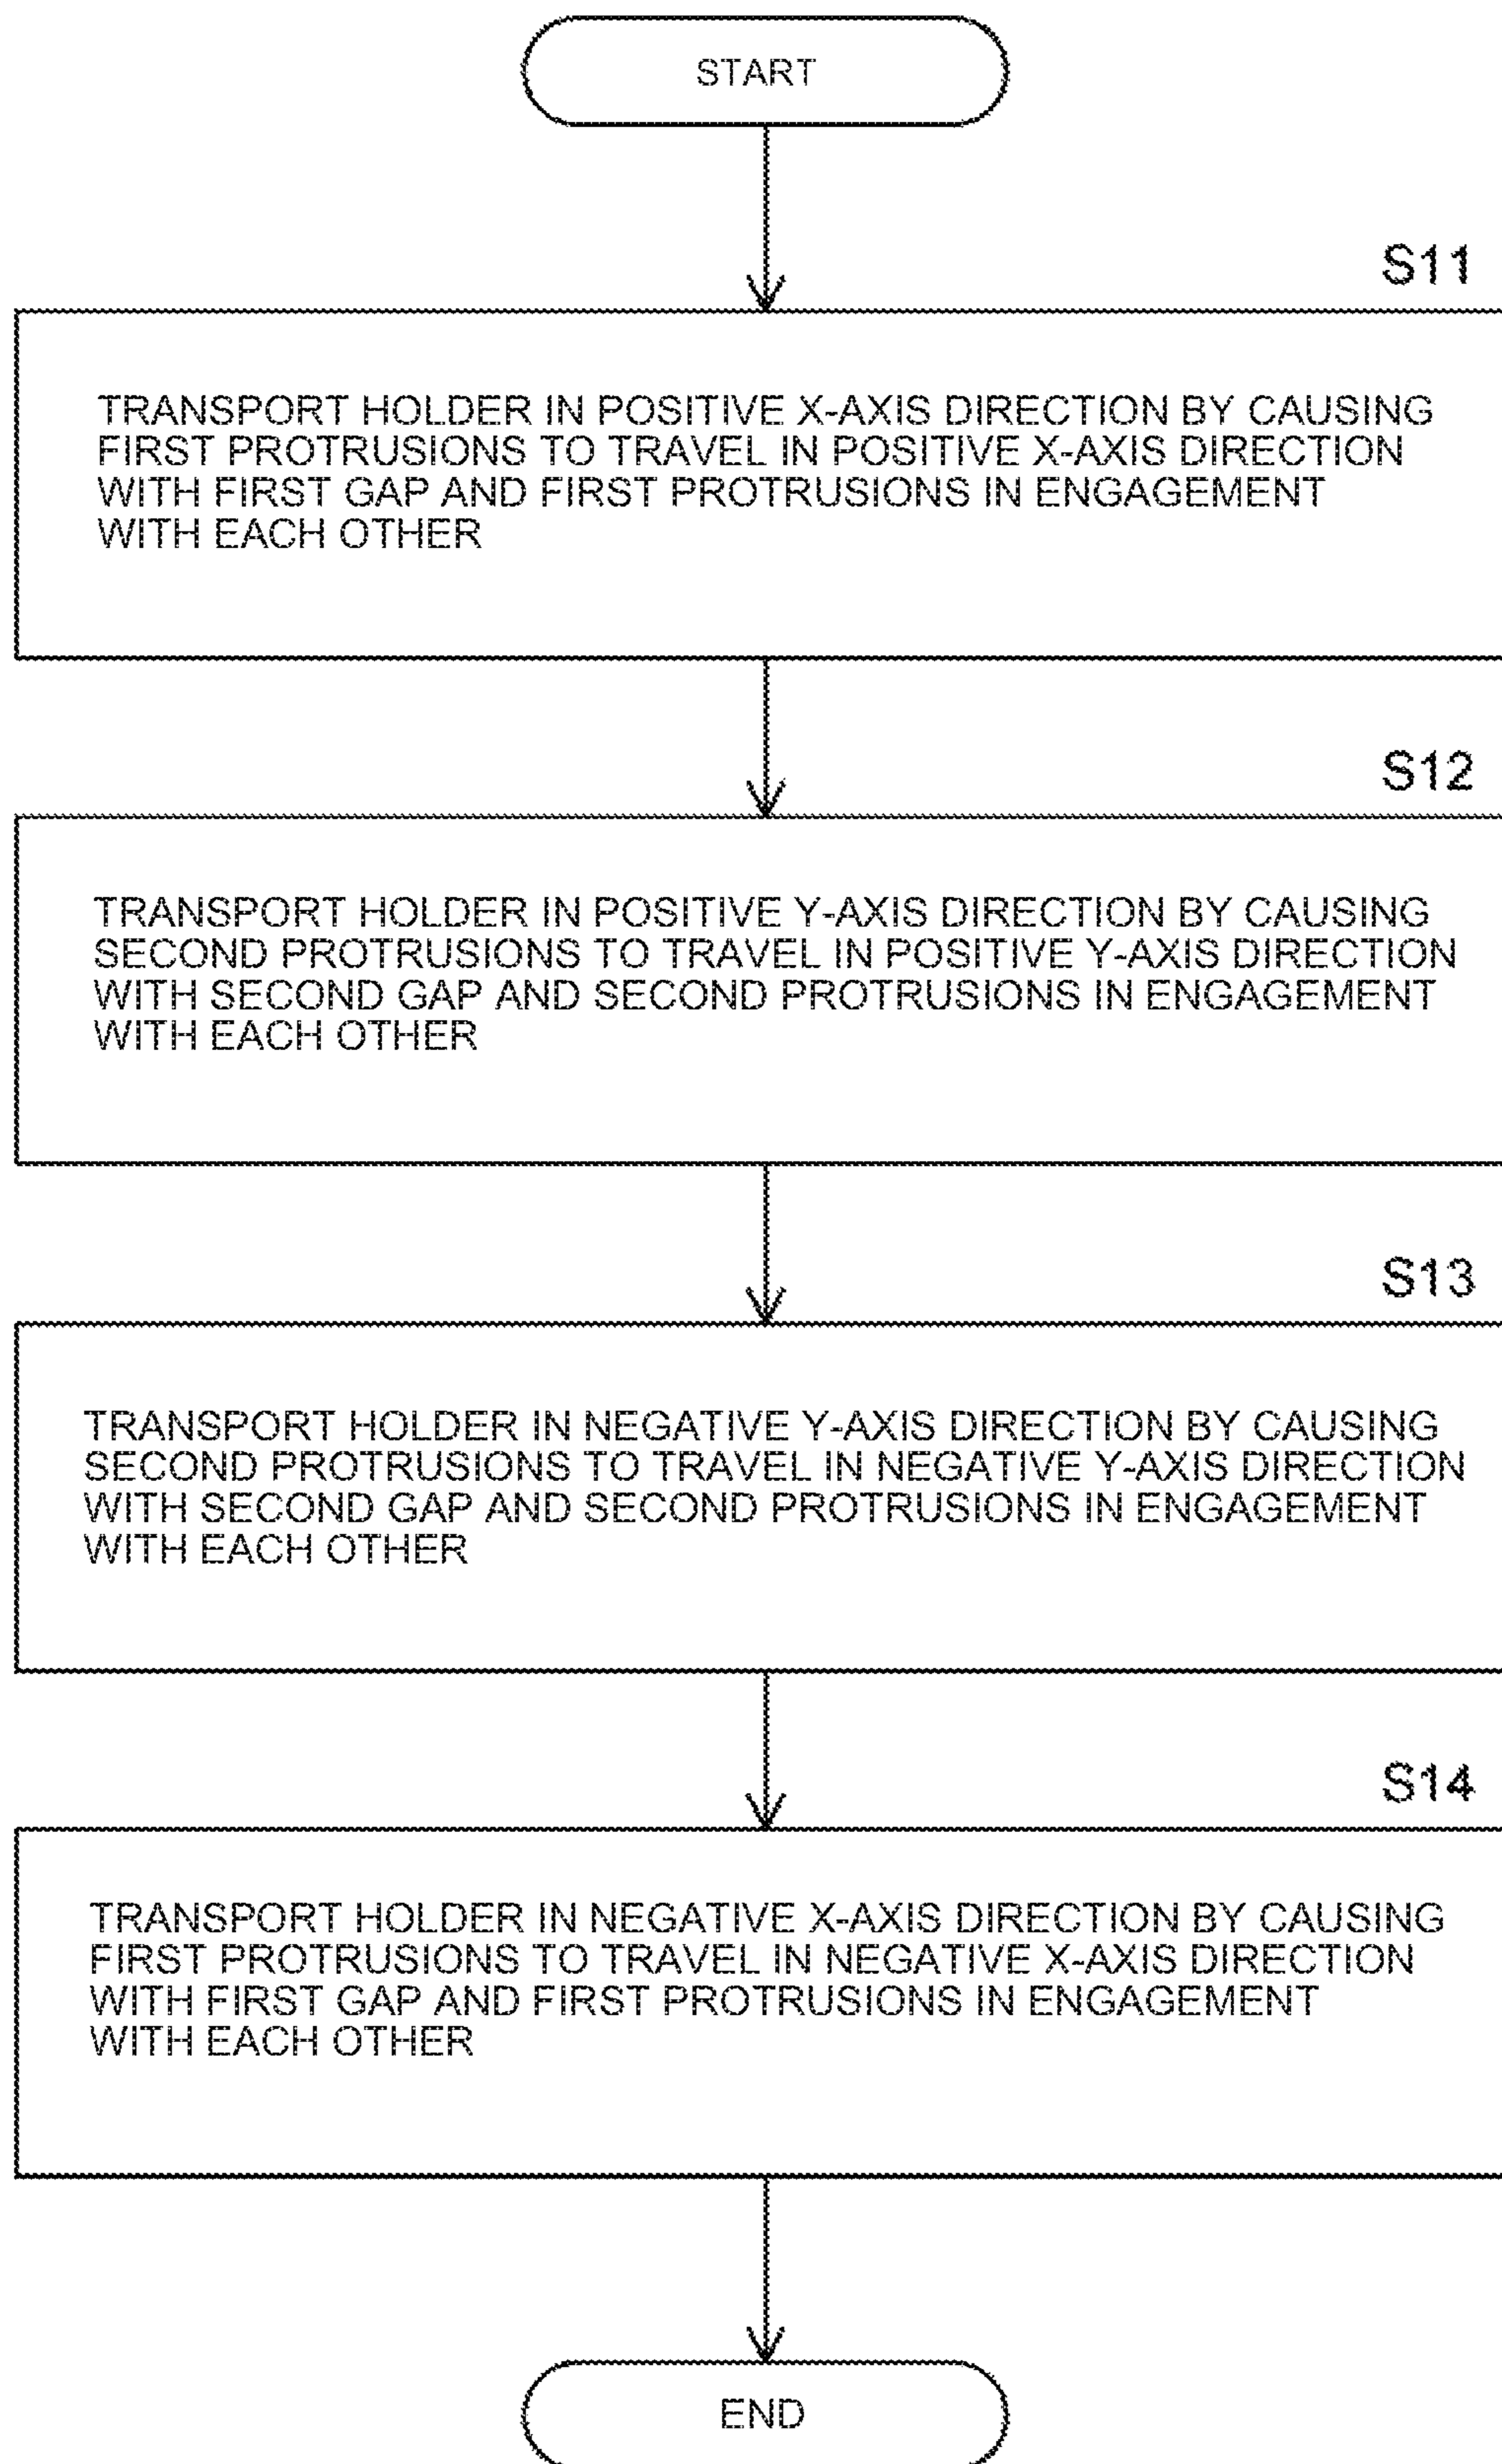 START
S11
TRANSPORT HOLDER IN POSITIVE X-AXIS DIRECTION BY CAUSING
FIRST PROTRUSIONS TO TRAVEL IN POSITIVE X-AXIS DIRECTION
WITH FIRST GAP AND FIRST PROTRUSIONS IN ENGAGEMENT
WITH EACH OTHER
S12
TRANSPORT HOLDER IN POSITIVE Y-AXIS DIRECTION BY CAUSING
SECOND PROTRUSIONS TO TRAVEL IN POSITIVE Y-AXIS DIRECTION
WITH SECOND GAP AND SECOND PROTRUSIONS IN ENGAGEMENT
WITH EACH OTHER
S13
TRANSPORT HOLDER IN NEGATIVE Y-AXIS DIRECTION BY CAUSING
SECOND PROTRUSIONS TO TRAVEL IN NEGATIVE Y-AXIS DIRECTION
WITH SECOND GAP AND SECOND PROTRUSIONS IN ENGAGEMENT
WITH EACH OTHER
S14
TRANSPORT HOLDER IN NEGATIVE X-AXIS DIRECTION BY CAUSING
FIRST PROTRUSIONS TO TRAVEL IN NEGATIVE X-AXIS DIRECTION
WITH FIRST GAP AND FIRST PROTRUSIONS IN ENGAGEMENT
WITH EACH OTHER
END